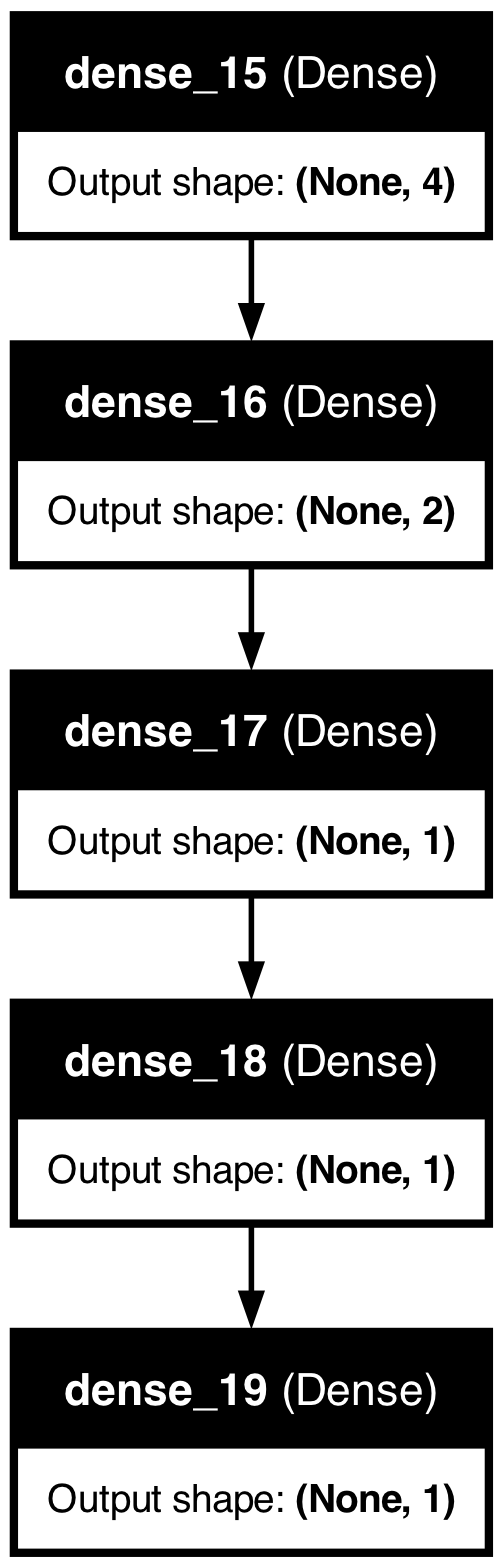 dense_15 (Dense)
Output shape: (None, 4)
dense_16 (Dense)
Output shape: (None, 2)
dense_17 (Dense)
Output shape: (None, 1)
dense_18 (Dense)
Output shape: (None, 1)
dense_19 (Dense)
Output shape: (None, 1)